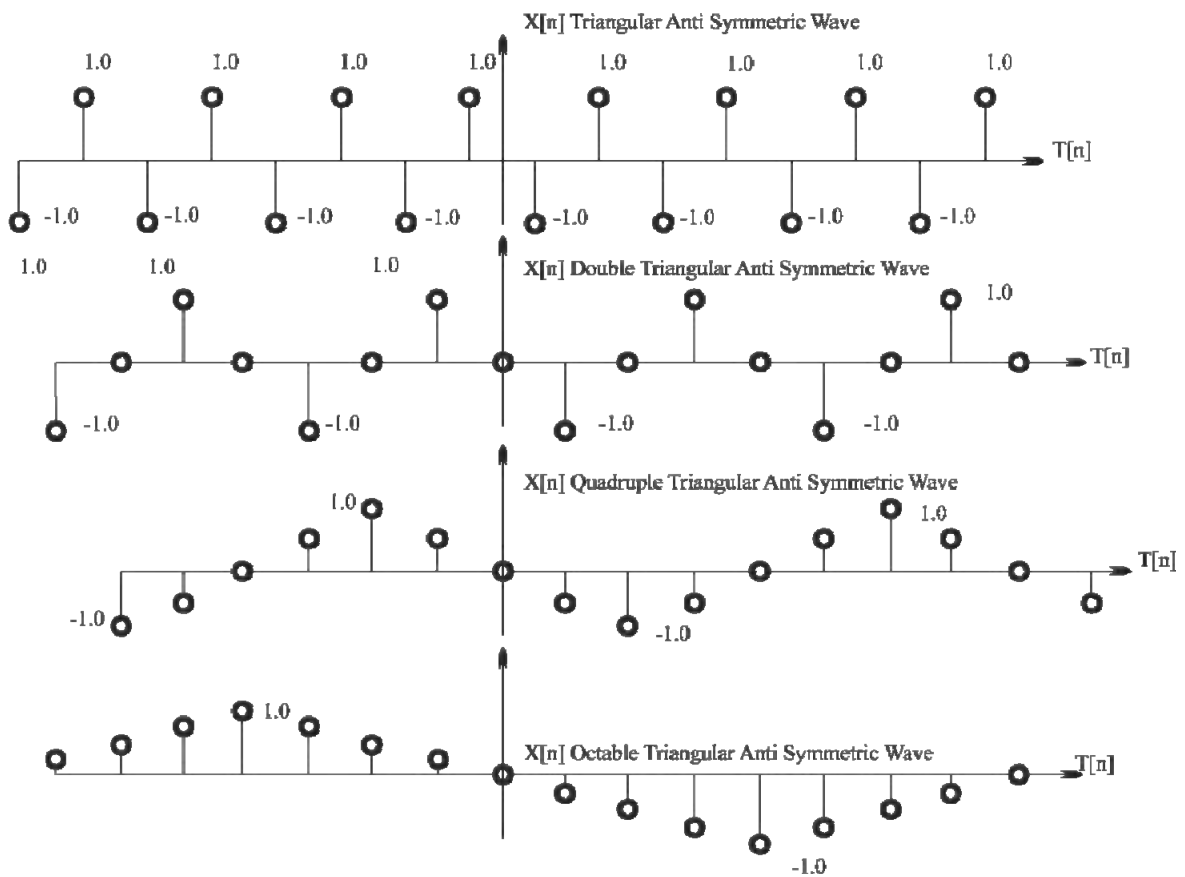 X[n] Triangular Anti Symmetric Wave
1.0 1.0 1.0 1.0 1.0 1.0 1.0 1.0
T[n]
-1.0 -1.0 -1.0 -1.0 -1.0 -1.0 -1.0 -1.0
1.0 1.0 1.0 X[n] Double Triangular Anti Symmetric Wave
1.0
T[n]
-1.0 -1.0 -1.0 -1.0
X[n] Quadruple Triangular Anti Symmetric Wave
1.0 1.0
T[n]
-1.0 -1.0
1.0
X[n] Octable Triangular Anti Symmetric Wave
T[n]
-1.0